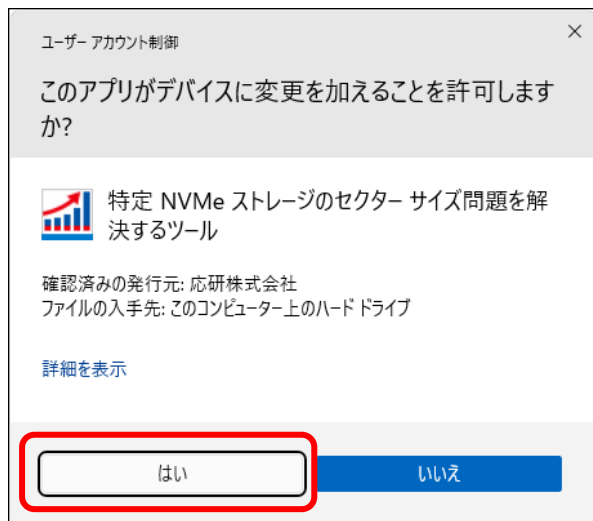 ユーザー アカウント制御
このアプリがデバイスに変更を加えることを許可します
か?
特定 NVMe ストレージのセクター サイズ問題を解
決するツール
確認済みの発行元: 応研株式会社
ファイルの入手先: このコンピューター上のハード ドライブ
詳細を表示
はい
いいえ